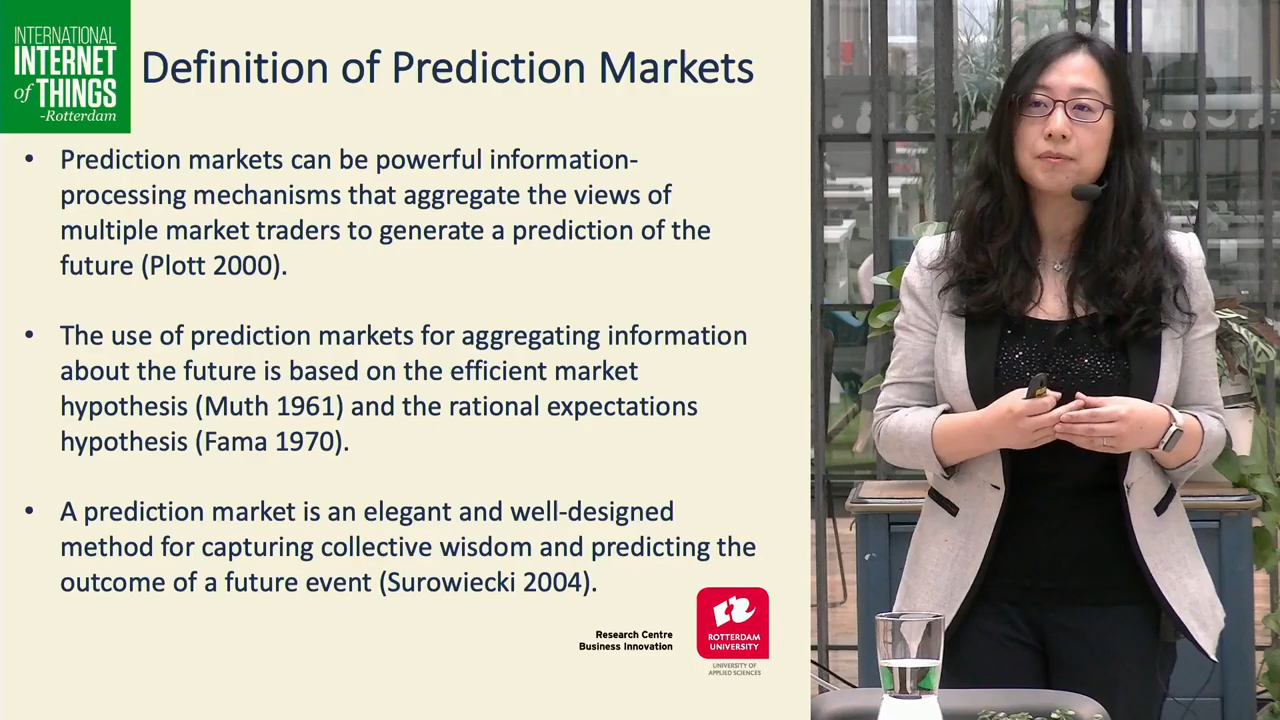 INTERNATIONAL
INTERNET
of THINGS
-Rotterdam
Definition of Prediction Markets
• Prediction markets can be powerful information-
processing mechanisms that aggregate the views of
multiple market traders to generate a prediction of the
future (Plott 2000).
• The use of prediction markets for aggregating information
about the future is based on the efficient market
hypothesis (Muth 1961) and the rational expectations
hypothesis (Fama 1970).
• A prediction market is an elegant and well-designed
method for capturing collective wisdom and predicting the
outcome of a future event (Surowiecki 2004).
Research Centre
Business Innovation
ROTTERDAM
UNIVERSITY
UNIVERSITY OF
APPLIED SCIENCES